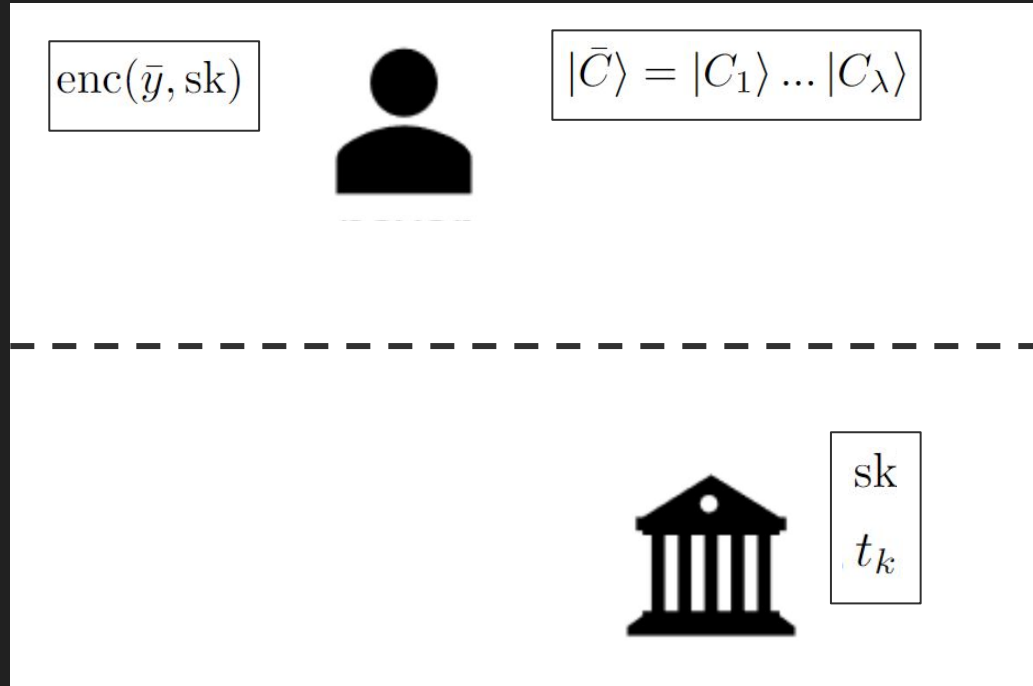 enc(ȳ, sk)
|C̄⟩ = |C₁⟩ ... |C_λ⟩
sk
t_k